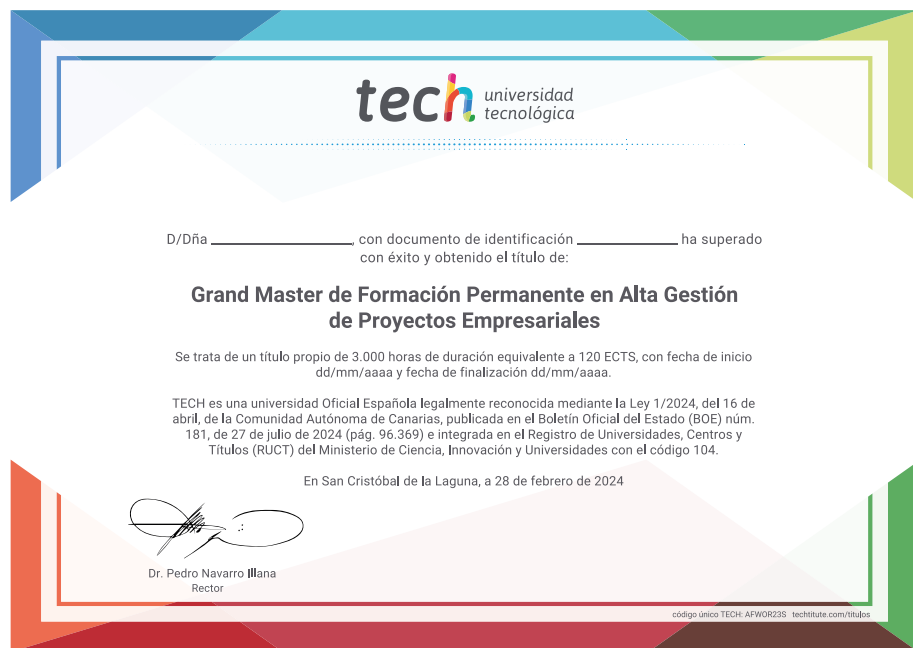 tech universidad
tecnológica
D/Dña ______________, con documento de identificación __________ ha superado
con éxito y obtenido el título de:
Grand Master de Formación Permanente en Alta Gestión
de Proyectos Empresariales
Se trata de un título propio de 3.000 horas de duración equivalente a 120 ECTS, con fecha de inicio
dd/mm/aaaa y fecha de finalización dd/mm/aaaa.
TECH es una universidad Oficial Española legalmente reconocida mediante la Ley 1/2024, del 16 de
abril, de la Comunidad Autónoma de Canarias, publicada en el Boletín Oficial del Estado (BOE) núm.
181, de 27 de julio de 2024 (pág. 96.369) e integrada en el Registro de Universidades, Centros y
Títulos (RUCT) del Ministerio de Ciencia, Innovación y Universidades con el código 104.
En San Cristóbal de la Laguna, a 28 de febrero de 2024
Dr. Pedro Navarro Illana
Rector
código único TECH: AFWOR23S techtitute.com/titulos